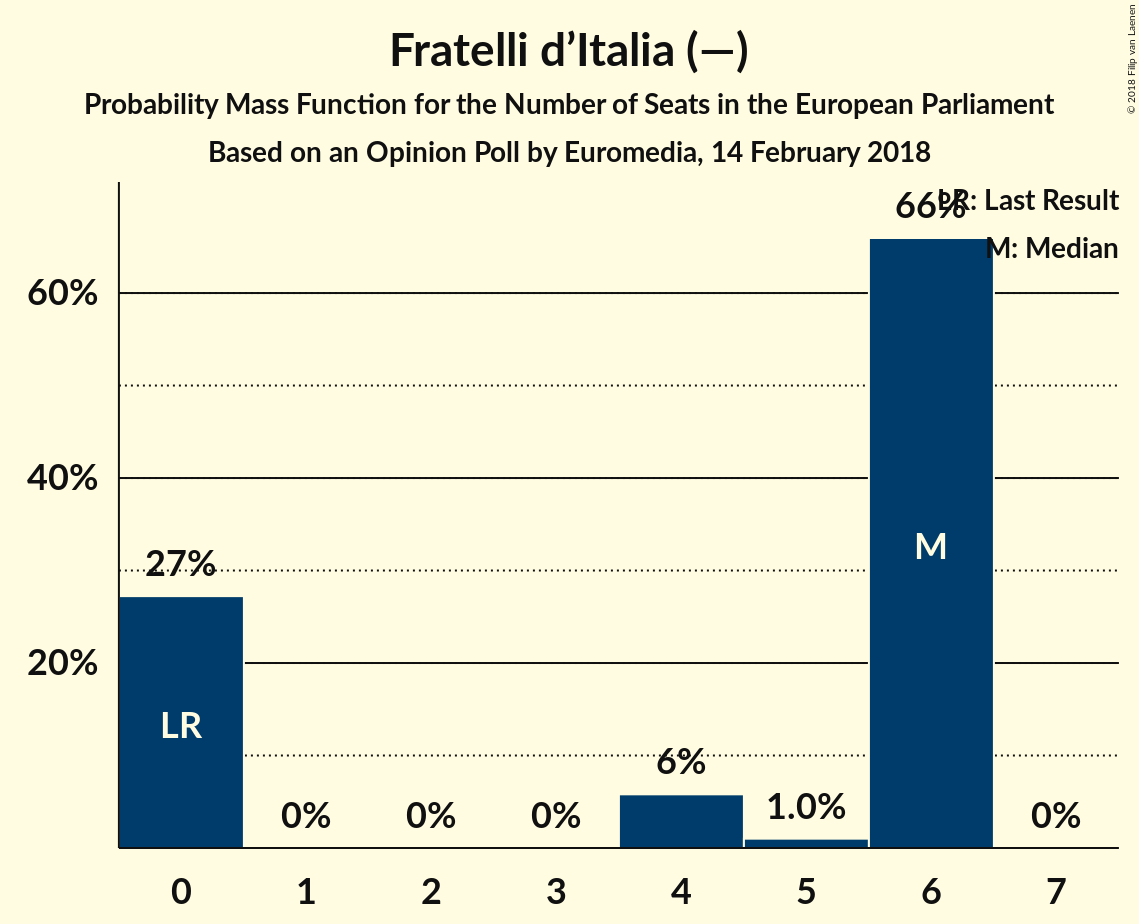 Fratelli d’Italia (—)
Probability Mass Function for the Number of Seats in the European Parliament
Based on an Opinion Poll by Euromedia, 14 February 2018
© 2018 Filip van Laenen
LR: Last Result
M: Median
66%
60%
40%
27%
20%
M
LR
6%
1.0%
0%
0%
0%
0%
0
1
2
3
4
5
6
7